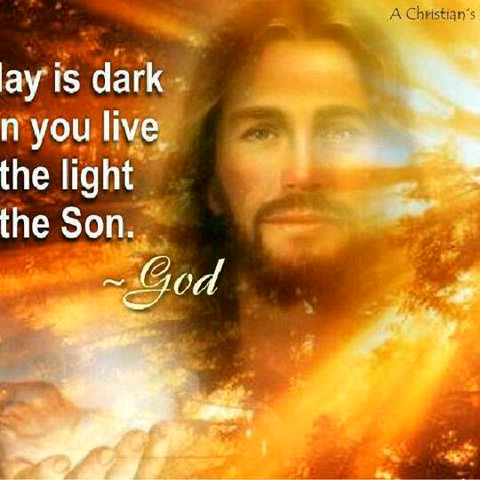 A Christian's
lay is dark
n you live
the light
the Son.
~God